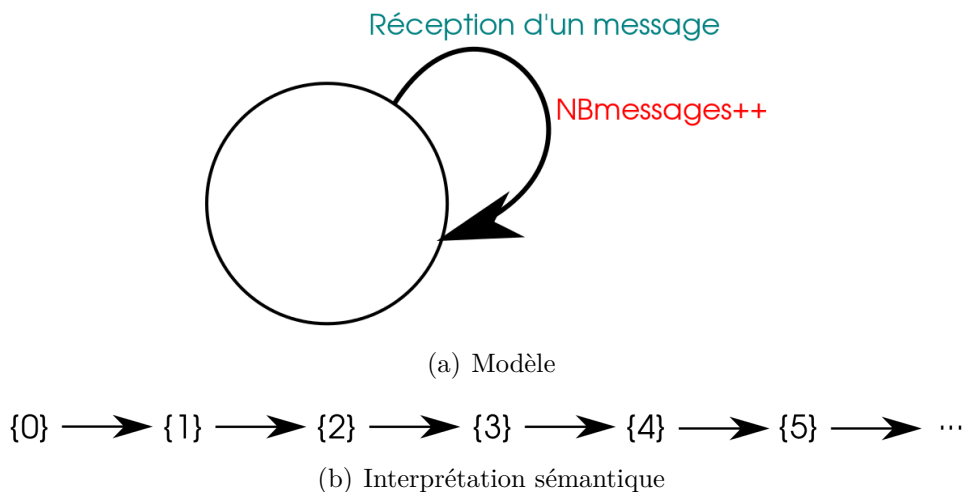 Réception d'un message
NBmessages++
(a) Modèle
{0} {1} {2} {3} {4} {5} ...
(b) Interprétation sémantique